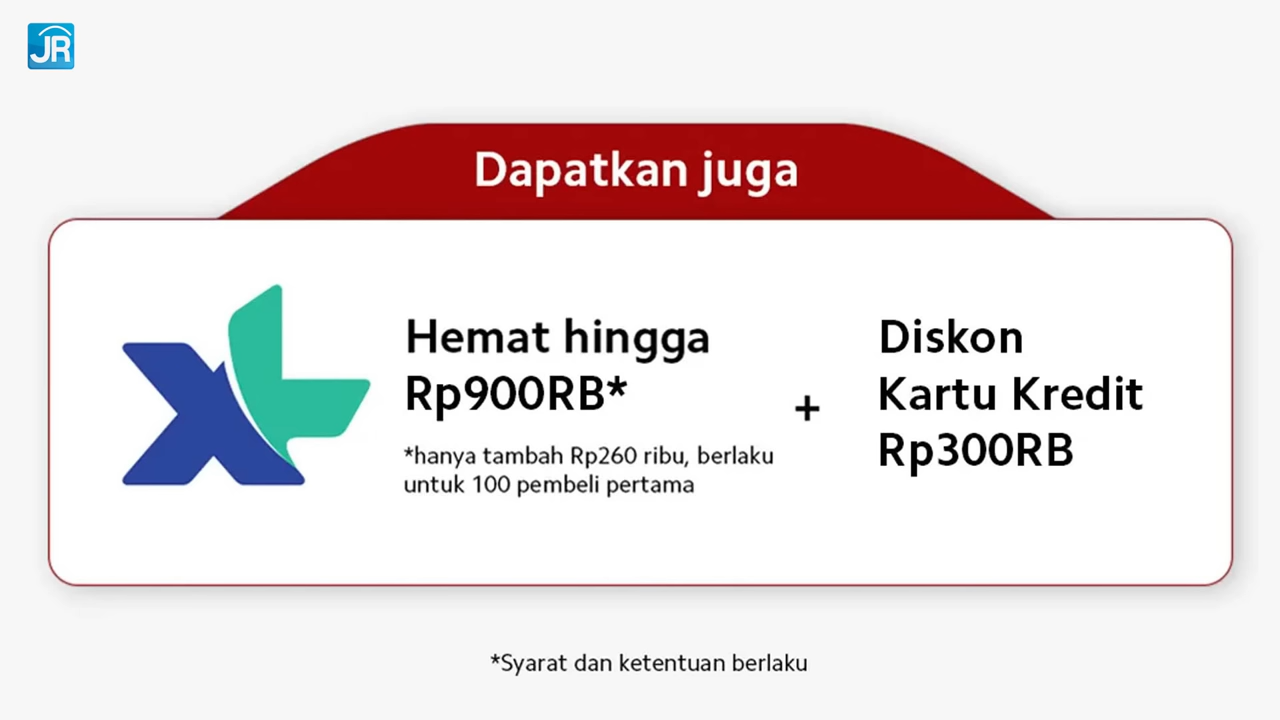 JR
Dapatkan juga
XL
Hemat hingga
Rp900RB*
*hanya tambah Rp260 ribu, berlaku
untuk 100 pembeli pertama
+
Diskon
Kartu Kredit
Rp300RB
*Syarat dan ketentuan berlaku